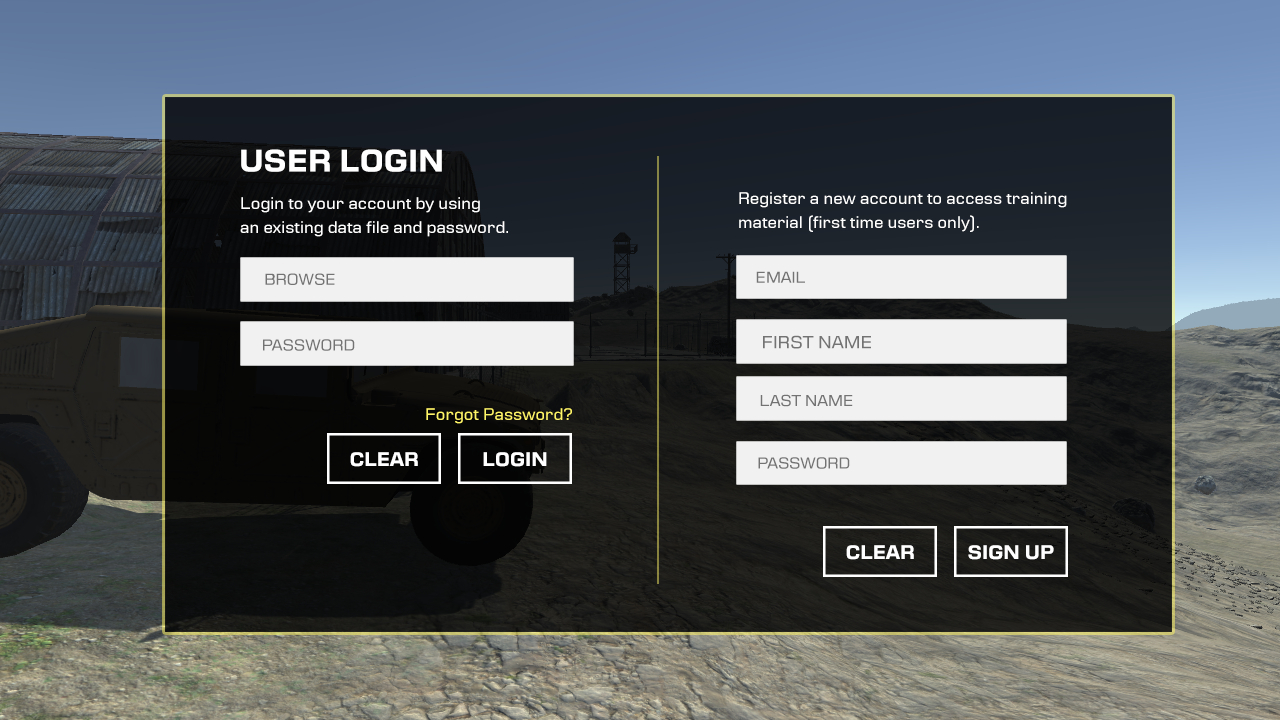 USER LOGIN
Login to your account by using
an existing data file and password.
BROWSE
PASSWORD
Forgot Password?
CLEAR
LOGIN
Register a new account to access training
material (first time users only).
EMAIL
FIRST NAME
LAST NAME
PASSWORD
CLEAR
SIGN UP